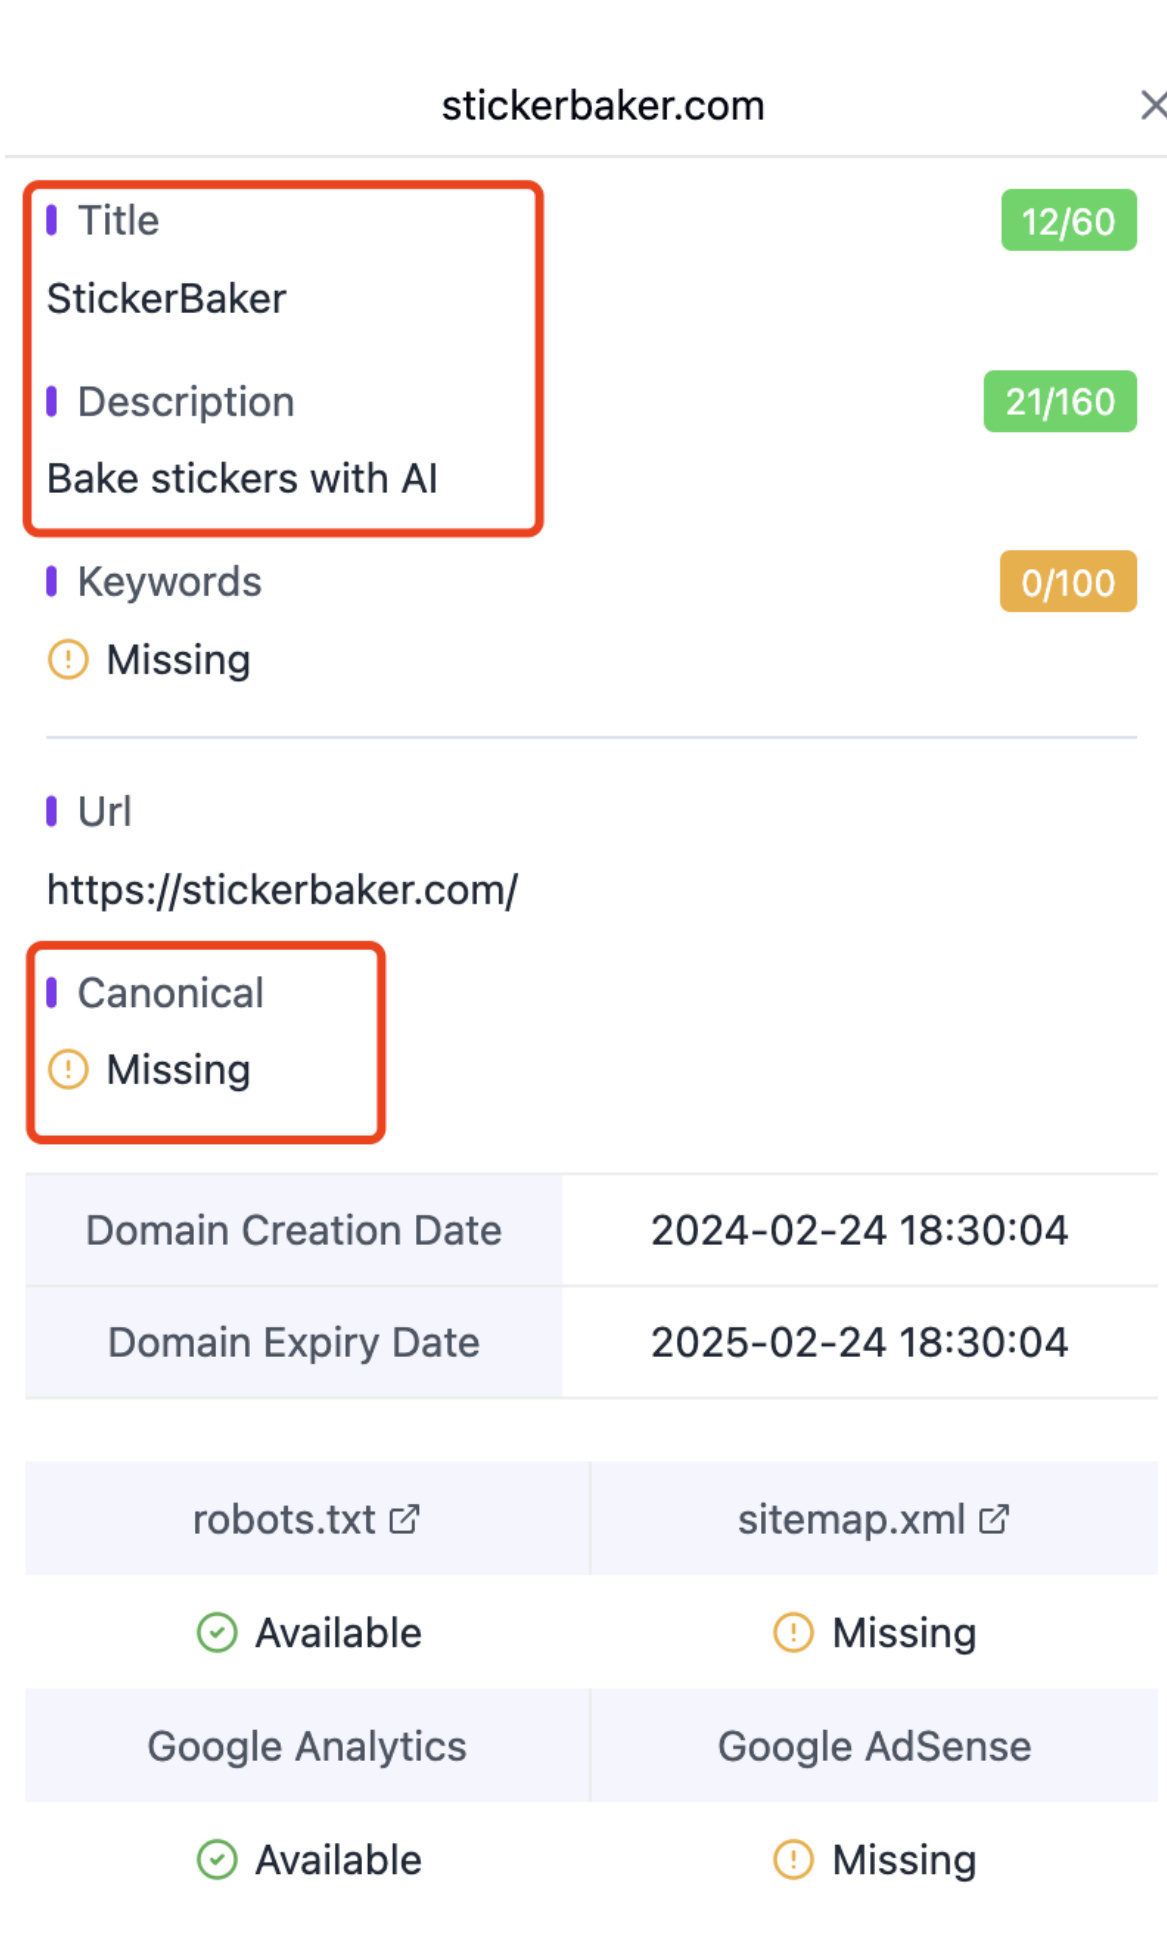 stickerbaker.com
Title 12/60
StickerBaker
Description 21/160
Bake stickers with AI
Keywords 0/100
Missing
Url
https://stickerbaker.com/
Canonical
Missing
Domain Creation Date 2024-02-24 18:30:04
Domain Expiry Date 2025-02-24 18:30:04
robots.txt sitemap.xml
Available Missing
Google Analytics Google AdSense
Available Missing